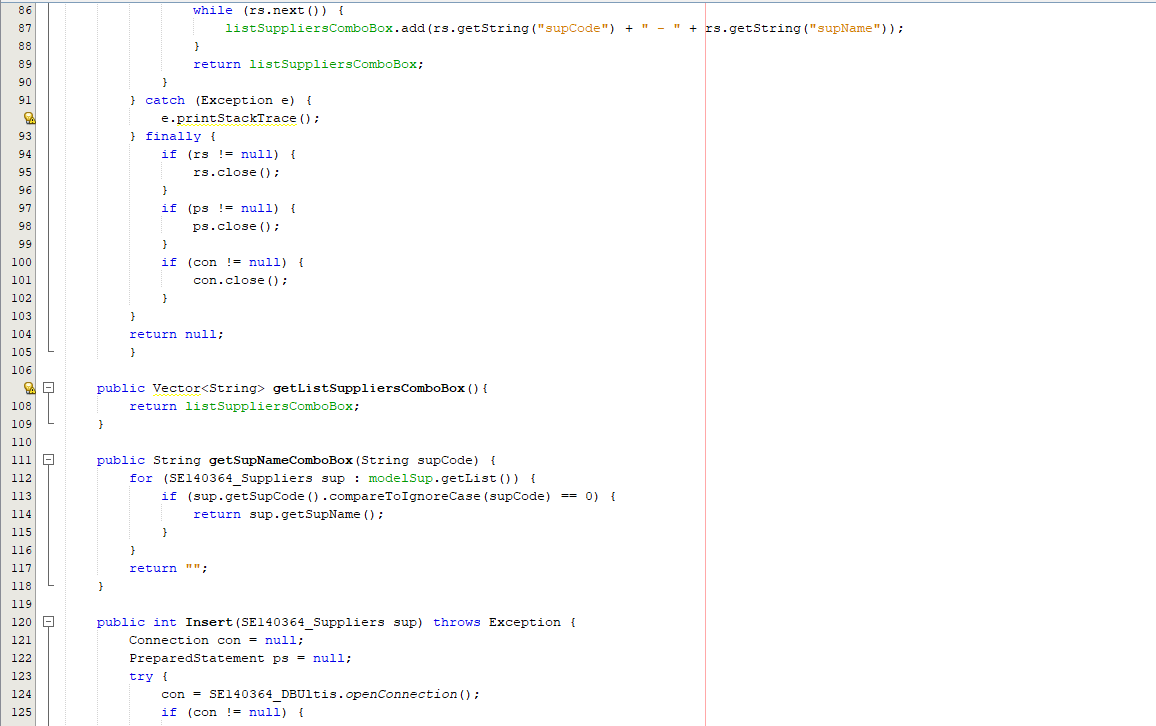 86 while (rs.next()) {
87 listSuppliersComboBox.add(rs.getString("supCode") + " - " + rs.getString("supName"));
88 }
89 return listSuppliersComboBox;
90 }
91 } catch (Exception e) {
e.printStackTrace();
93 } finally {
94 if (rs != null) {
95 rs.close();
96 }
97 if (ps != null) {
98 ps.close();
99 }
100 if (con != null) {
101 con.close();
102 }
103 }
104 return null;
105 }
106
public Vector<String> getListSuppliersComboBox(){
108 return listSuppliersComboBox;
109 }
110
111 public String getSupNameComboBox(String supCode) {
112 for (SE140364_Suppliers sup : modelSup.getList()) {
113 if (sup.getSupCode().compareToIgnoreCase(supCode) == 0) {
114 return sup.getSupName();
115 }
116 }
117 return "";
118 }
119
120 public int Insert(SE140364_Suppliers sup) throws Exception {
121 Connection con = null;
122 PreparedStatement ps = null;
123 try {
124 con = SE140364_DBUltis.openConnection();
125 if (con != null) {